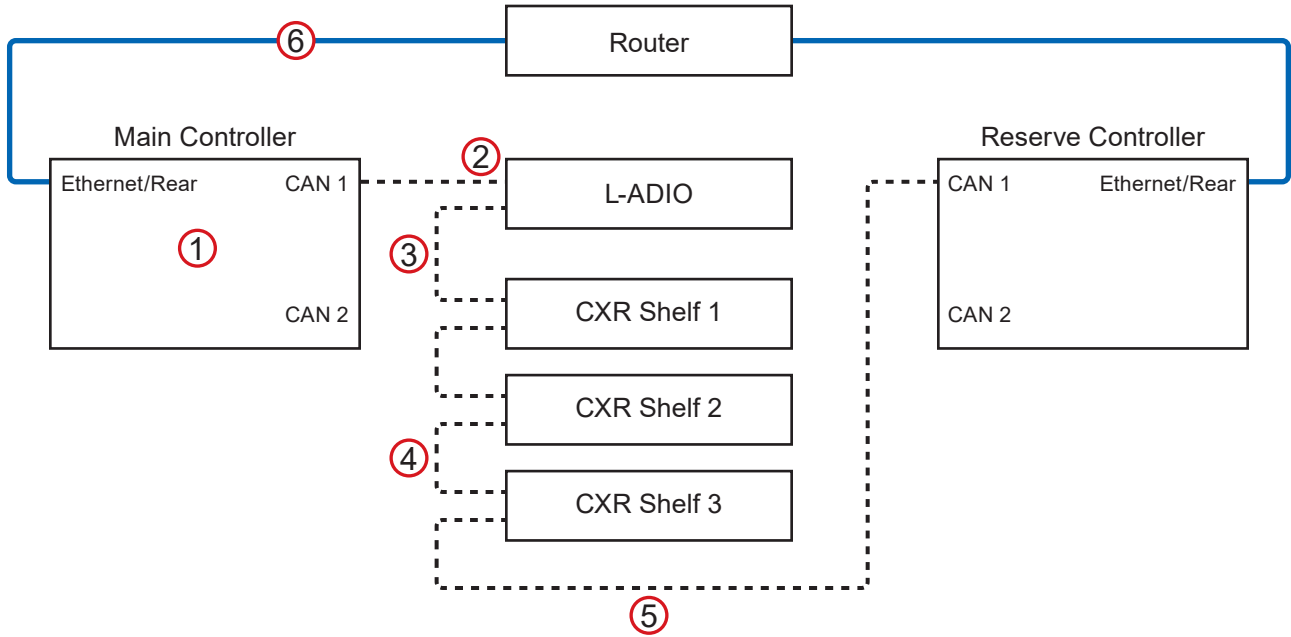 6
Router
Main Controller
Reserve Controller
2
Ethernet/Rear
CAN 1
L-ADIO
CAN 1
Ethernet/Rear
1
3
CAN 2
CXR Shelf 1
CAN 2
CXR Shelf 2
4
CXR Shelf 3
5